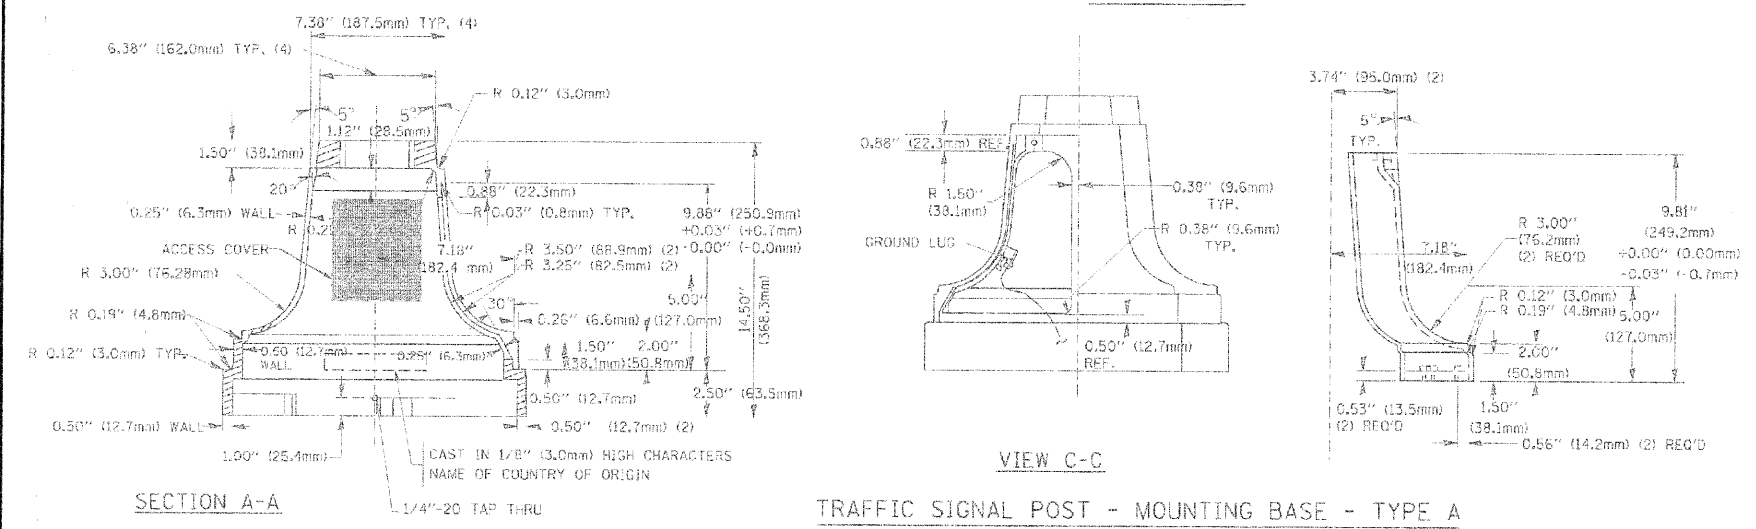 7.38" (187.5mm) TYP. (4)
6.38" (162.0mm) TYP. (4)
R 0.12" (3.0mm)
5° 5°
1.12" (28.5mm)
1.50" (38.1mm)
20°
0.88" (22.3mm)
0.25" (6.3mm) WALL
R 0.03" (0.8mm) TYP.
9.88" (250.9mm)
+0.03" (+0.7mm)
-0.00" (-0.0mm)
ACCESS COVER
7.18"
(182.4 mm)
R 3.50" (88.9mm) (2)
R 3.25" (82.5mm) (2)
R 3.00" (76.28mm)
30°
5.00"
(127.0mm)
14.50"
(368.3mm)
R 0.19" (4.8mm)
0.26" (6.6mm)
R 0.12" (3.0mm) TYP.
0.50 (12.7mm)
WALL
0.25" (6.3mm)
1.50"
(38.1mm)
2.00"
(50.8mm)
0.50" (12.7mm)
2.50" (63.5mm)
0.50" (12.7mm) WALL
0.50" (12.7mm) (2)
1.00" (25.4mm)
CAST IN 1/8" (3.0mm) HIGH CHARACTERS
NAME OF COUNTRY OF ORIGIN
1/4"-20 TAP THRU
SECTION A-A
0.88" (22.3mm) REF.
R 1.50"
(38.1mm)
0.38" (9.6mm)
TYP.
R 0.38" (9.6mm)
TYP.
GROUND LUG
0.50" (12.7mm)
REF.
VIEW C-C
3.74" (95.0mm) (2)
5°
TYP.
R 3.00"
(76.2mm)
(2) REQ'D
9.81"
(249.2mm)
+0.00" (0.00mm)
-0.03" (-0.7mm)
7.18"
(182.4mm)
R 0.12" (3.0mm)
R 0.19" (4.8mm)
5.00"
(127.0mm)
2.00"
(50.8mm)
0.53" (13.5mm)
(2) REQ'D
1.50"
(38.1mm)
0.56" (14.2mm) (2) REQ'D
TRAFFIC SIGNAL POST - MOUNTING BASE - TYPE A